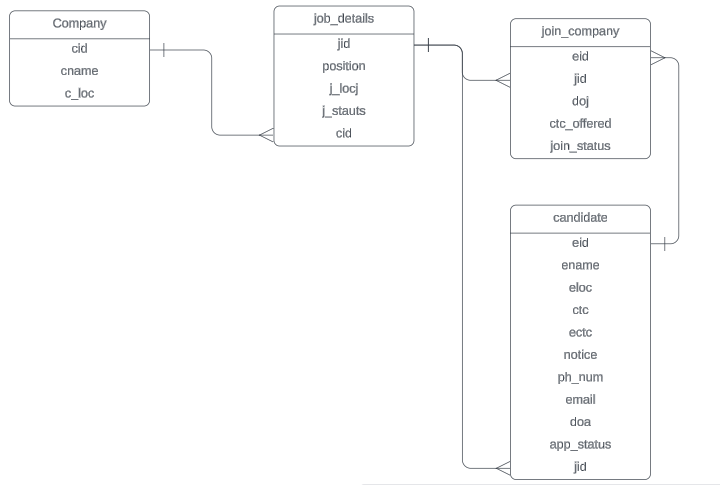 Company
cid
cname
c_loc
job_details
jid
position
j_locj
j_stauts
cid
join_company
eid
jid
doj
ctc_offered
join_status
candidate
eid
ename
eloc
ctc
ectc
notice
ph_num
email
doa
app_status
jid